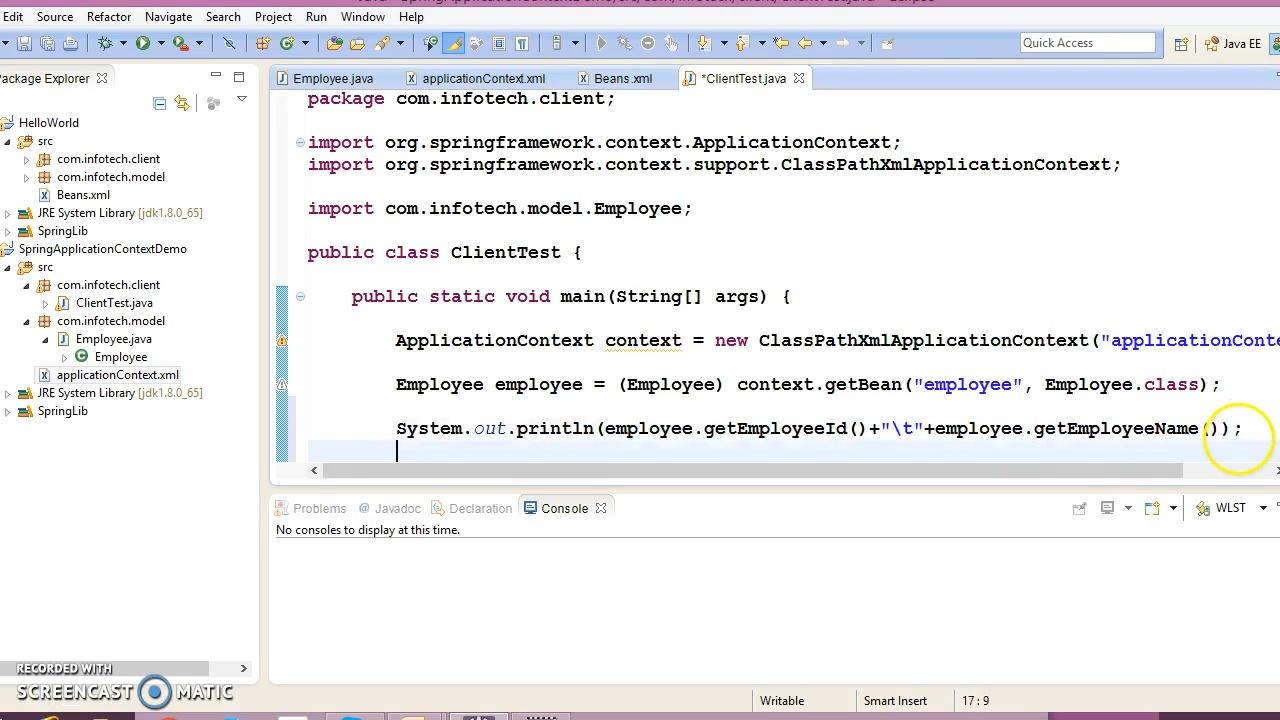 Edit Source Refactor Navigate Search Project Run Window Help
Quick Access
Java EE
Package Explorer
Employee.java
applicationContext.xml
Beans.xml
*ClientTest.java
HelloWorld
src
com.infotech.client
com.infotech.model
Beans.xml
JRE System Library [jdk1.8.0_65]
SpringLib
SpringApplicationContextDemo
src
com.infotech.client
ClientTest.java
com.infotech.model
Employee.java
Employee
applicationContext.xml
JRE System Library [jdk1.8.0_65]
SpringLib
package com.infotech.client;
import org.springframework.context.ApplicationContext;
import org.springframework.context.support.ClassPathXmlApplicationContext;
import com.infotech.model.Employee;
public class ClientTest {
public static void main(String[] args) {
ApplicationContext context = new ClassPathXmlApplicationContext("applicationConte
Employee employee = (Employee) context.getBean("employee", Employee.class);
System.out.println(employee.getEmployeeId()+"\t"+employee.getEmployeeName());
Problems @ Javadoc Declaration Console
WLST
No consoles to display at this time.
RECORDED WITH
SCREENCAST MATIC
Writable Smart Insert 17 : 9